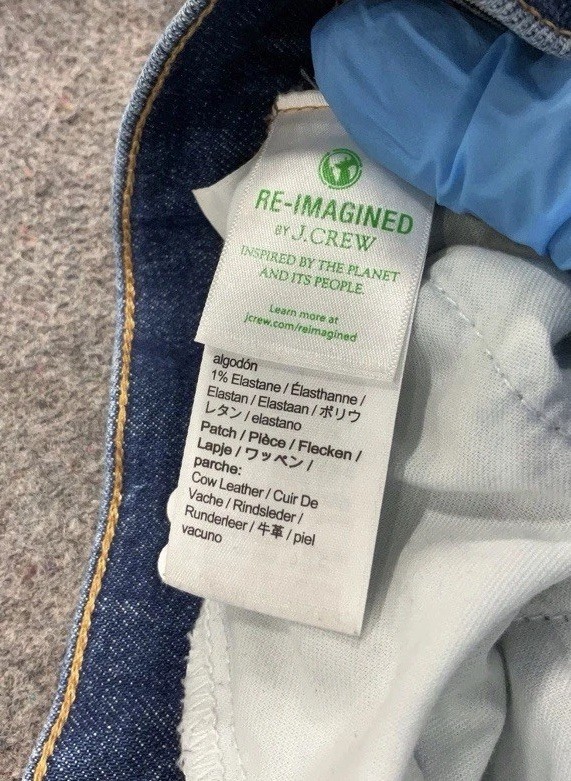 RE-IMAGINED
BY J.CREW
INSPIRED BY THE PLANET
AND ITS PEOPLE.
Learn more at
jcrew.com/reimagined
algodón
1% Elastane / Élasthanne /
Elastan / Elastaan / ポリウ
レタン / elastano
Patch / Pièce / Flecken /
Lapje / ワッペン /
parche:
Cow Leather / Cuir De
Vache / Rindsleder /
Runderleer / 牛革 / piel
vacuno